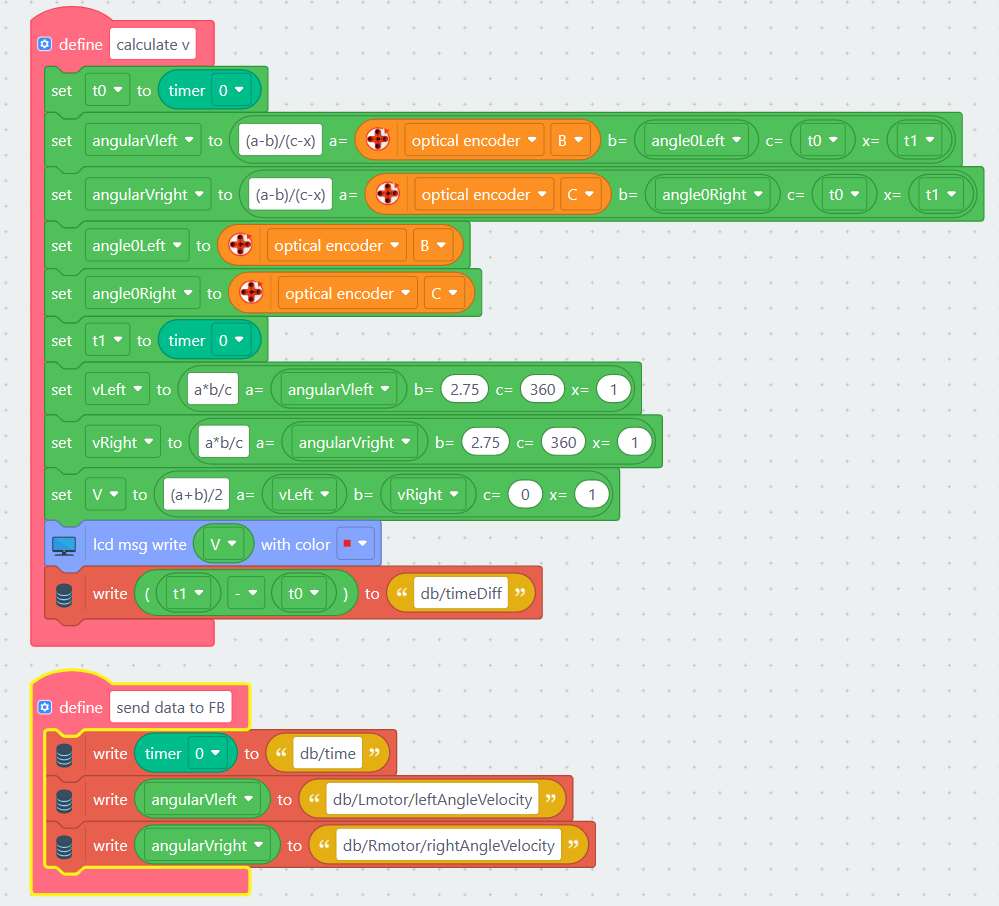 define calculate v
set t0 to timer 0
set angularVleft to (a-b)/(c-x) a= optical encoder B b= angle0Left c= t0 x= t1
set angularVright to (a-b)/(c-x) a= optical encoder C b= angle0Right c= t0 x= t1
set angle0Left to optical encoder B
set angle0Right to optical encoder C
set t1 to timer 0
set vLeft to a*b/c a= angularVleft b= 2.75 c= 360 x= 1
set vRight to a*b/c a= angularVright b= 2.75 c= 360 x= 1
set V to (a+b)/2 a= vLeft b= vRight c= 0 x= 1
lcd msg write V with color
write ( t1 - t0 ) to “ db/timeDiff ”
define send data to FB
write timer 0 to “ db/time ”
write angularVleft to “ db/Lmotor/leftAngleVelocity ”
write angularVright to “ db/Rmotor/rightAngleVelocity ”